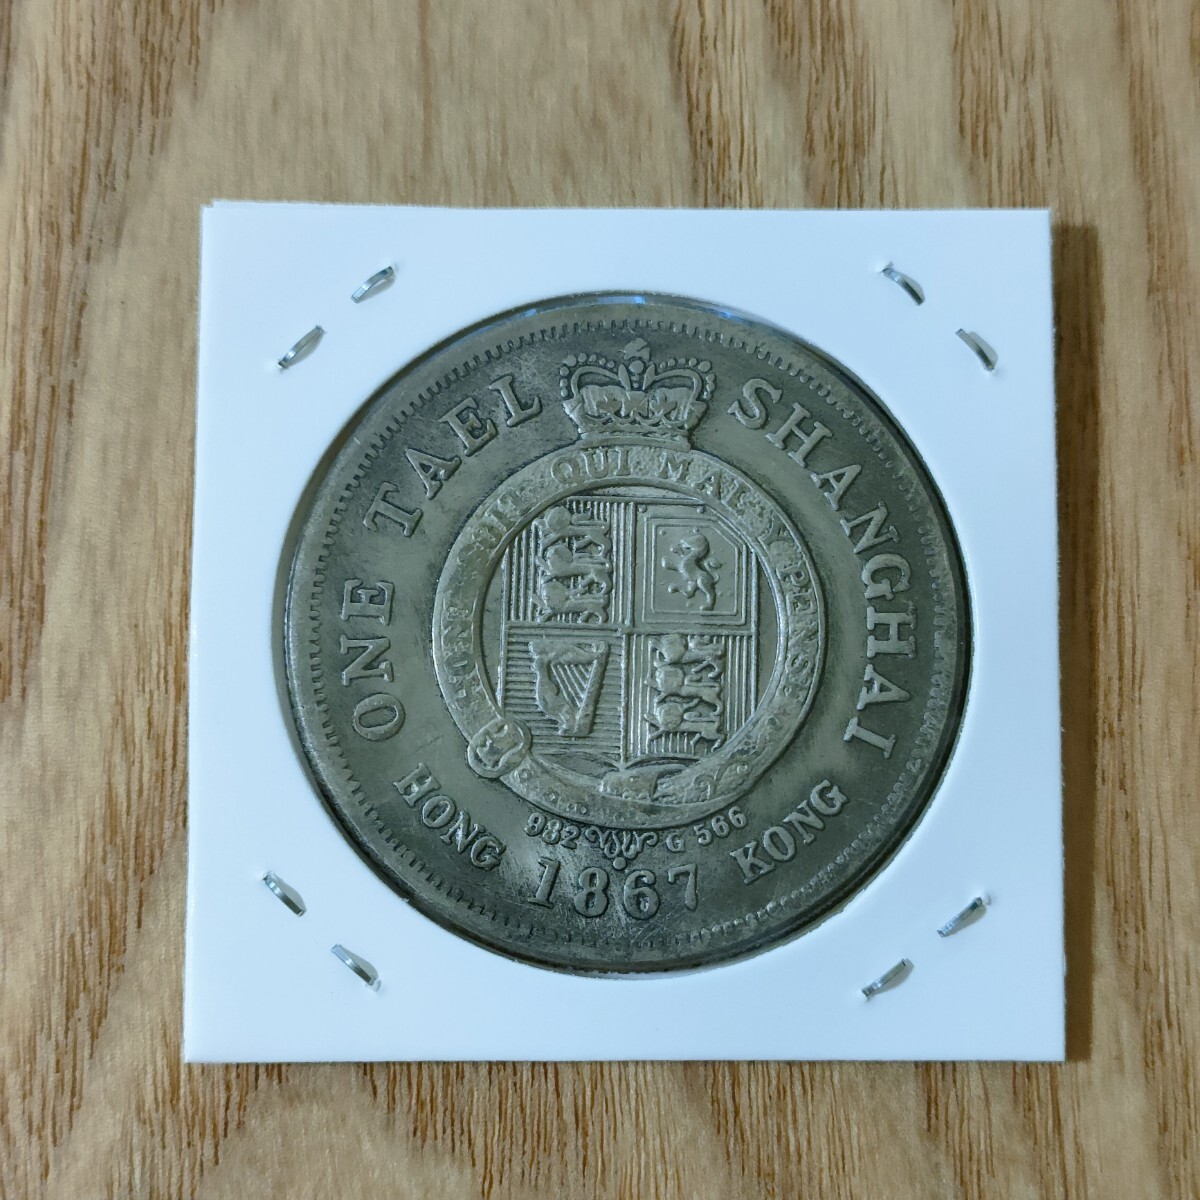 ONE TAEL SHANGHAI
QUI MAL Y PENSE
982 G 566
HONG KONG
1867